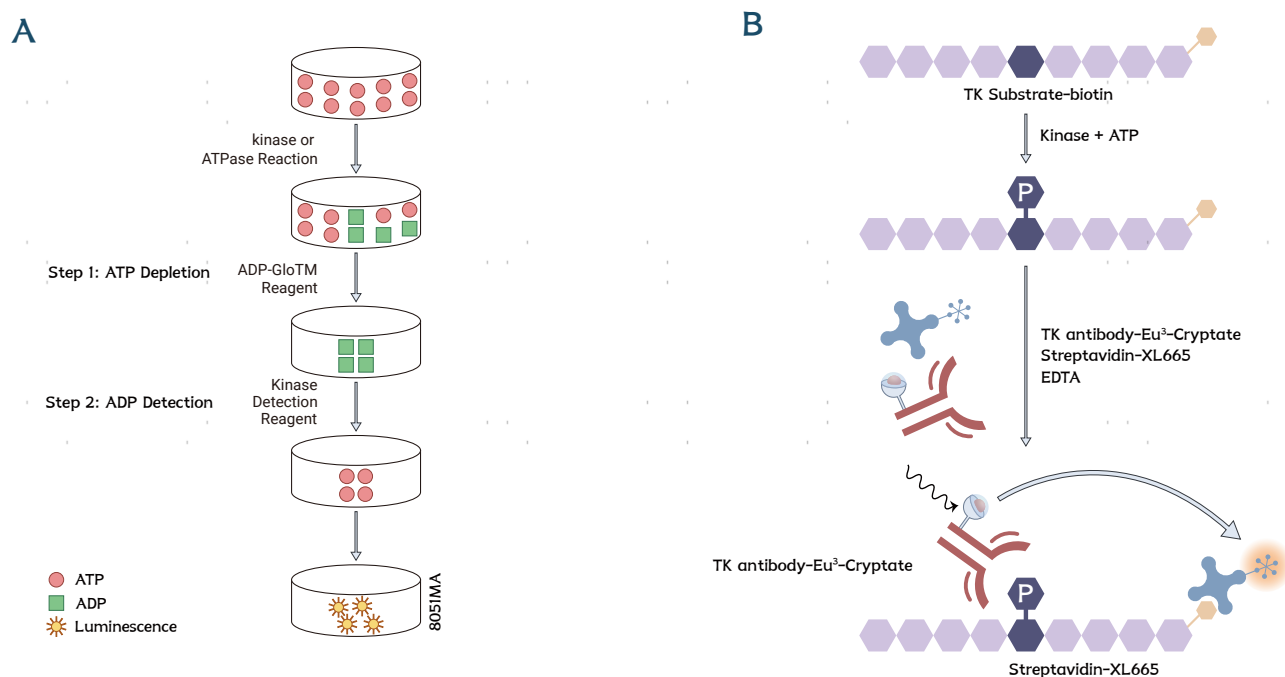 A
kinase or
ATPase Reaction
Step 1: ATP Depletion
ADP-GloTM
Reagent
Step 2: ADP Detection
Kinase
Detection
Reagent
ATP
ADP
Luminescence
8051MA
B
TK Substrate-biotin
Kinase + ATP
P
TK antibody-Eu³-Cryptate
Streptavidin-XL665
EDTA
TK antibody-Eu³-Cryptate
P
Streptavidin-XL665